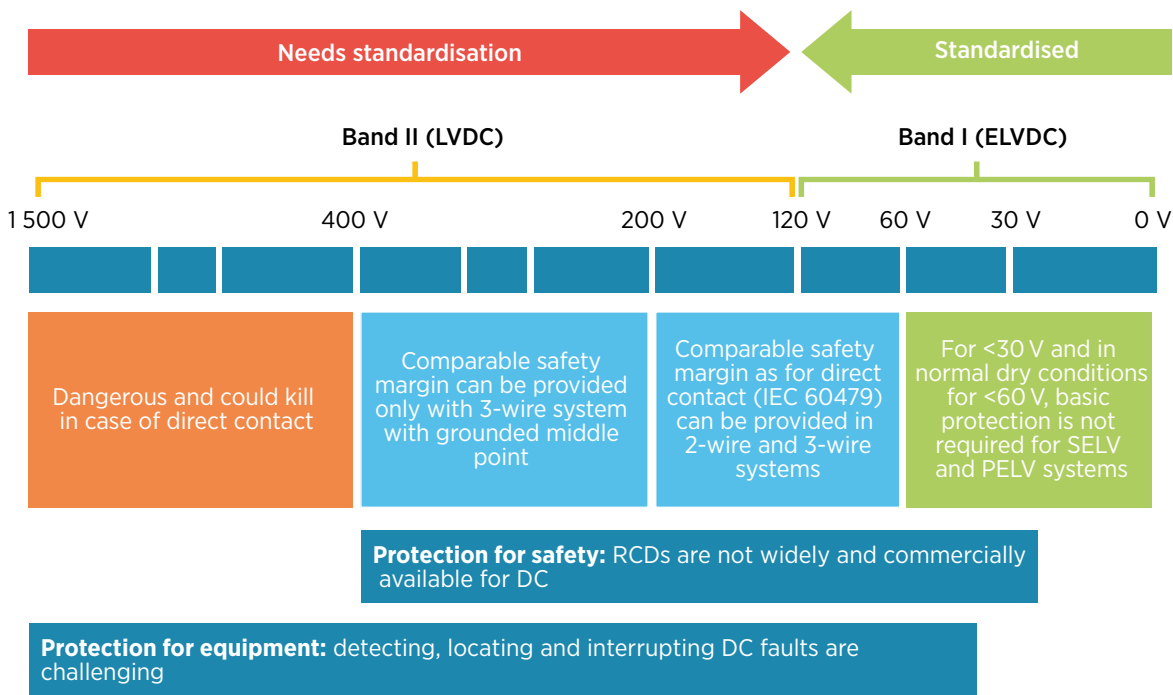 Needs standardisation
Standardised
Band II (LVDC)
Band I (ELVDC)
1 500 V
400 V
200 V
120 V
60 V
30 V
0 V
Dangerous and could kill
in case of direct contact
Comparable safety
margin can be provided
only with 3-wire system
with grounded middle
point
Comparable safety
margin as for direct
contact (IEC 60479)
can be provided in
2-wire and 3-wire
systems
For <30 V and in
normal dry conditions
for <60 V, basic
protection is not
required for SELV
and PELV systems
Protection for safety: RCDs are not widely and commercially
available for DC
Protection for equipment: detecting, locating and interrupting DC faults are
challenging